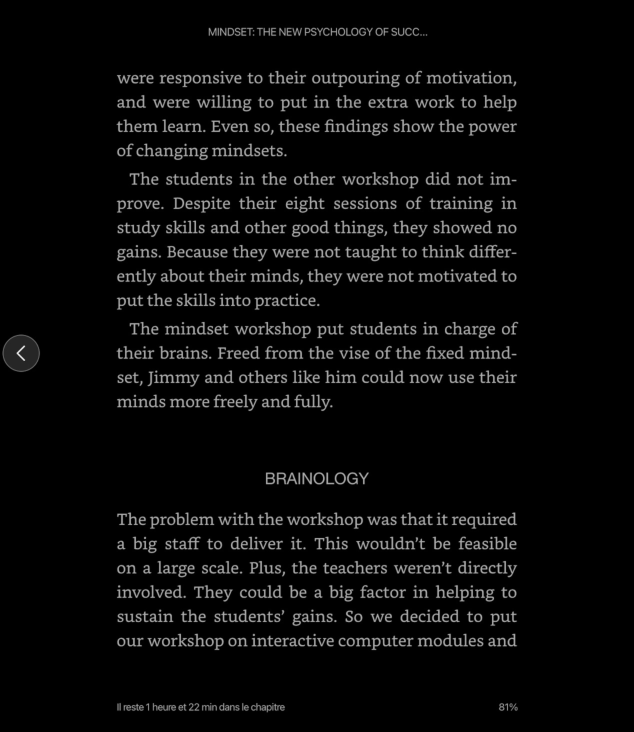 MINDSET: THE NEW PSYCHOLOGY OF SUCC...
were responsive to their outpouring of motivation,
and were willing to put in the extra work to help
them learn. Even so, these findings show the power
of changing mindsets.
The students in the other workshop did not im-
prove. Despite their eight sessions of training in
study skills and other good things, they showed no
gains. Because they were not taught to think differ-
ently about their minds, they were not motivated to
put the skills into practice.
The mindset workshop put students in charge of
their brains. Freed from the vise of the fixed mind-
set, Jimmy and others like him could now use their
minds more freely and fully.
BRAINOLOGY
The problem with the workshop was that it required
a big staff to deliver it. This wouldn’t be feasible
on a large scale. Plus, the teachers weren’t directly
involved. They could be a big factor in helping to
sustain the students’ gains. So we decided to put
our workshop on interactive computer modules and
Il reste 1 heure et 22 min dans le chapitre
81%